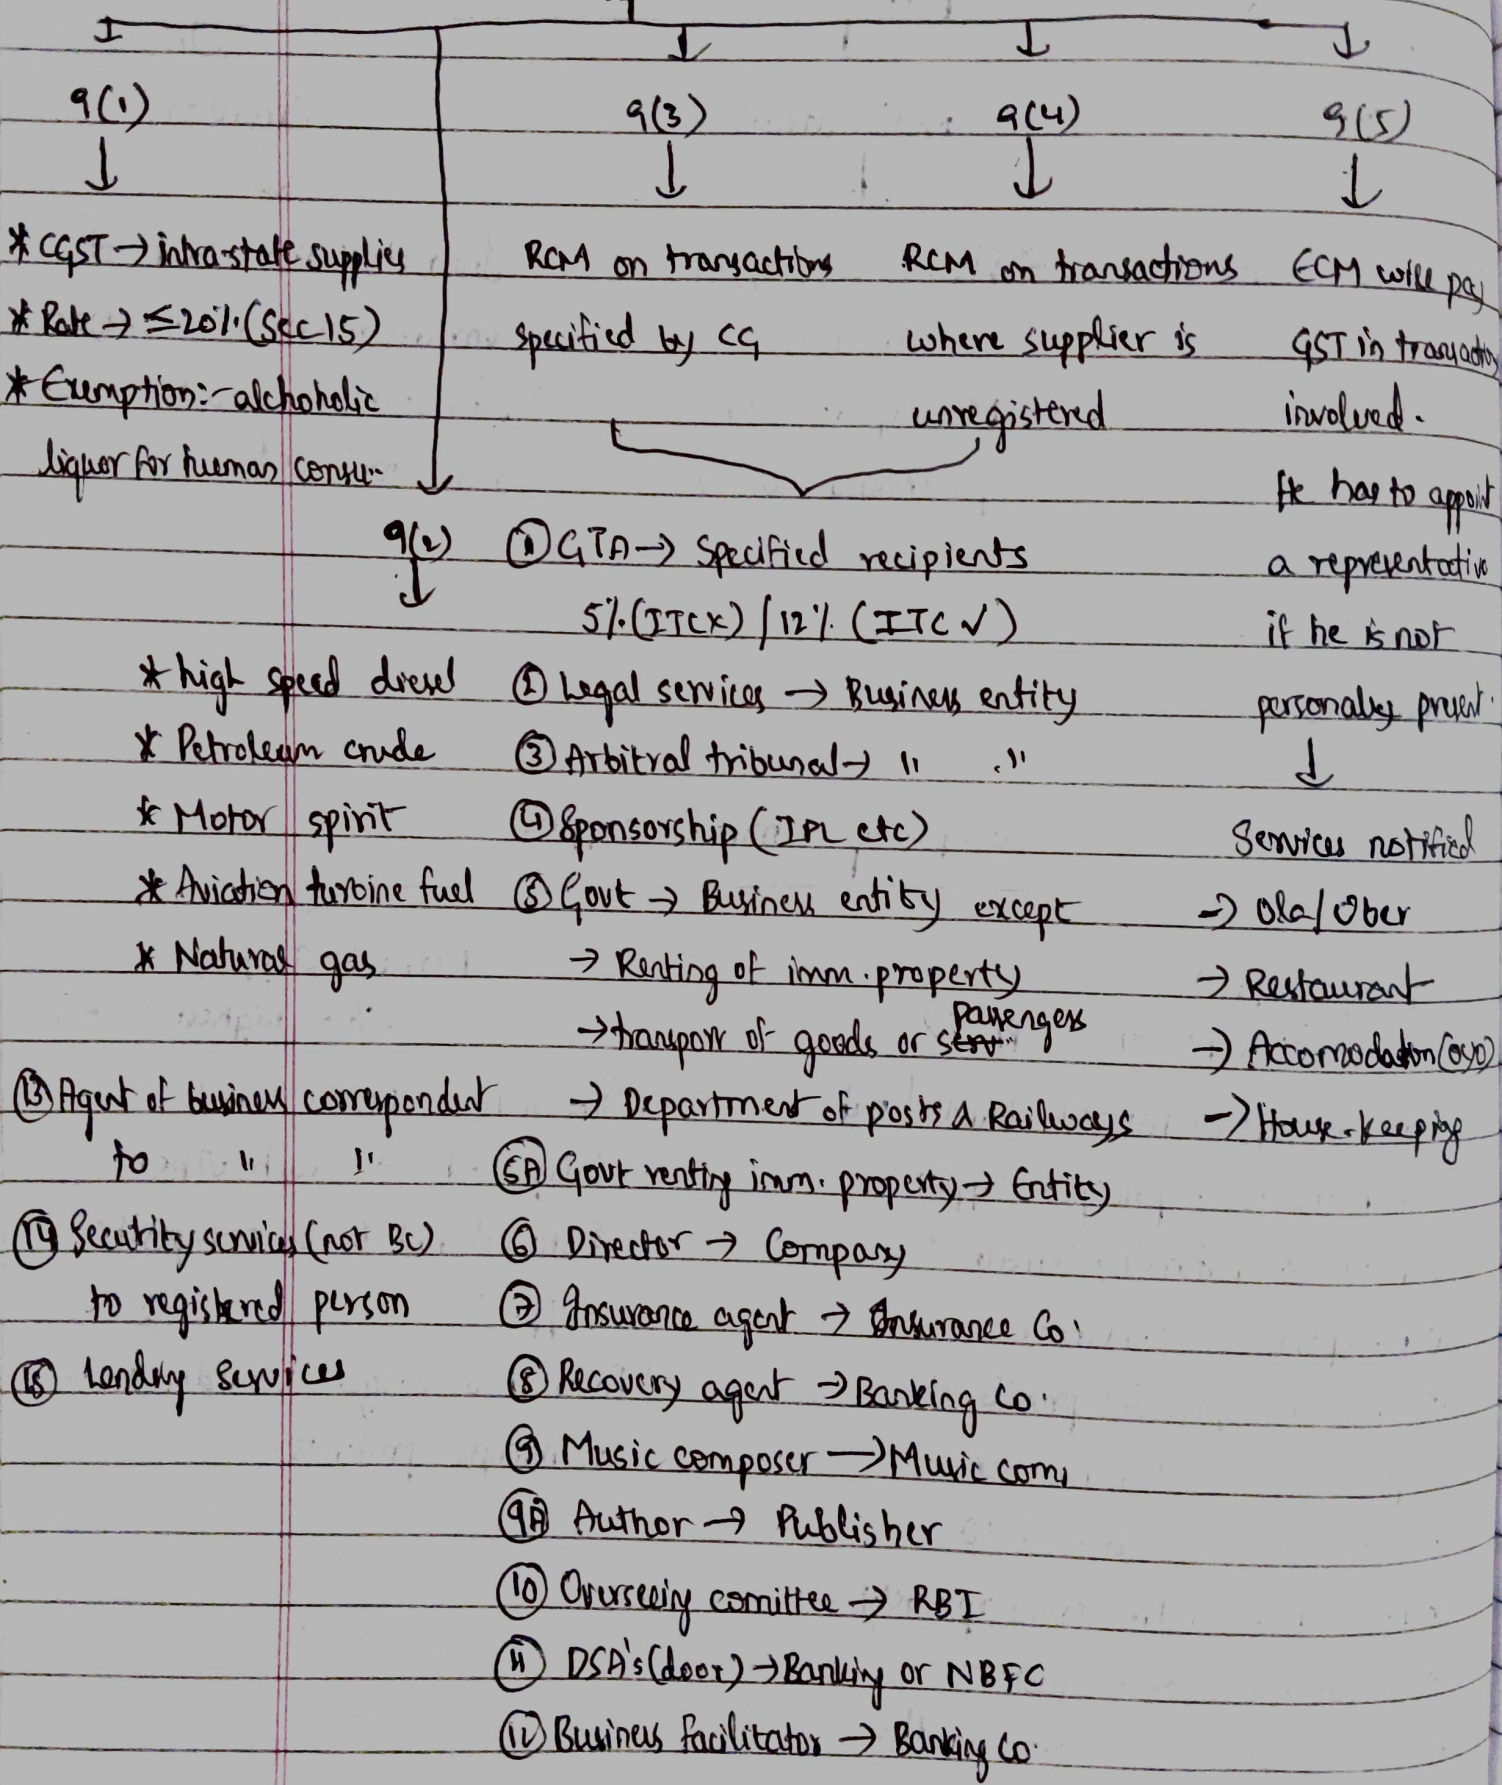 9(1)
9(3)
9(4)
9(5)
* CGST → intra-state supplies
* Rate → ≤20%. (Sec 15)
* Exemption:- alchoholic
liquor for human consu..
RCM on transactions
specified by CG
RCM on transactions
where supplier is
unregistered
ECM will pay
GST in transactions
involved.
He has to appoint
a representative
if he is not
personally present.
Services notified
→ Ola/Uber
→ Restaurant
→ Accomodation (oyo)
→ House-keeping
9(2)
* high speed diesel
* Petroleum crude
* Motor spirit
* Aviation turbine fuel
* Natural gas
① GTA → Specified recipients
5%. (ITC x) / 12%. (ITC ✓)
② Legal services → Business entity
③ Arbitral tribunal → " "
④ Sponsorship (IPL etc)
⑤ Govt → Business entity except
→ Renting of imm. property
→ transport of goods or passengers
→ Department of posts & Railways
5A Govt renting imm. property → Entity
⑥ Director → Company
⑦ Insurance agent → Insurance Co.
⑧ Recovery agent → Banking Co.
⑨ Music composer → Music com,
9A Author → Publisher
⑩ Overseeing comittee → RBI
⑪ DSA's (door) → Banking or NBFC
⑫ Business facilitator → Banking Co.
⑬ Agent of business correspondent
to " "
⑭ Security services (not BC)
to registered person
⑮ Lending services